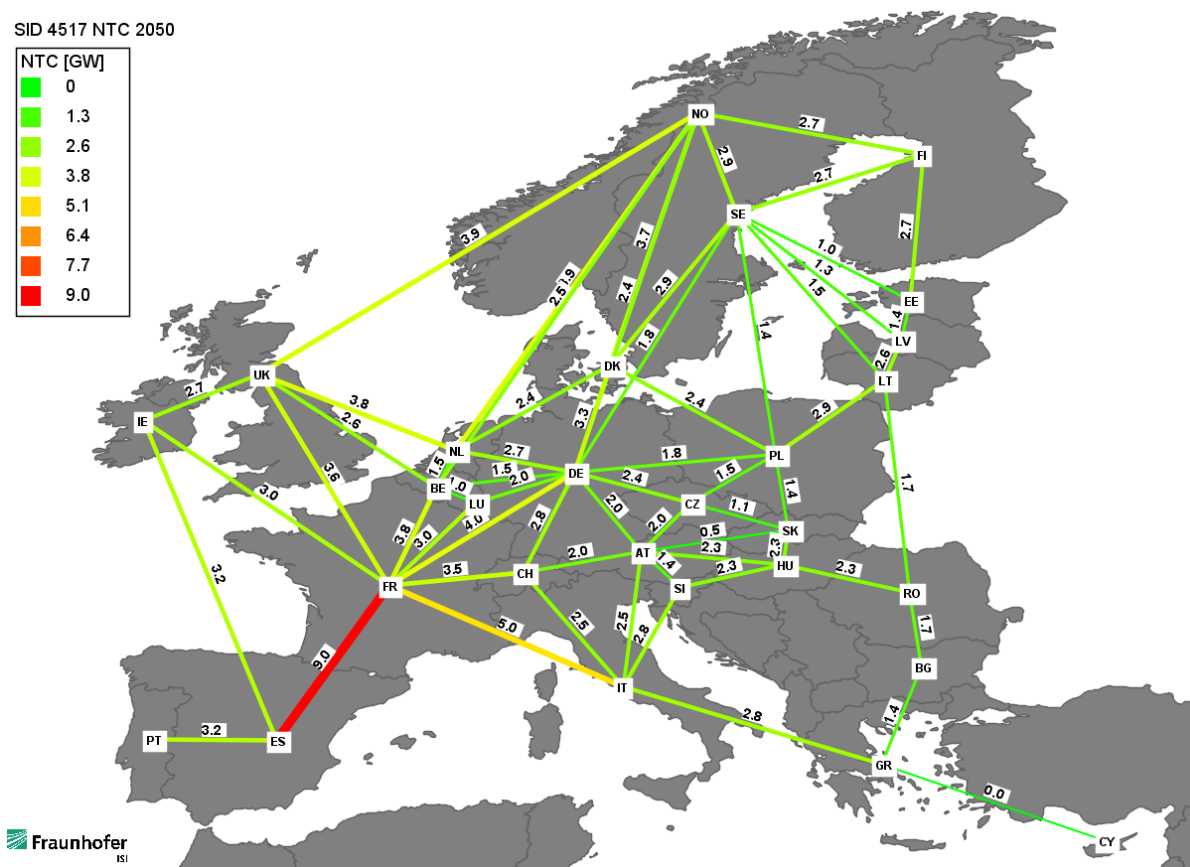 SID 4517 NTC 2050
NTC [GW]
0
1.3
2.6
3.8
5.1
6.4
7.7
9.0
NO
2.7
FI
2.9
2.7
SE
3.9
3.7
2.7
1.0
1.3
1.5
2.5
2.4
2.9
EE
1.4
1.8
1.4
LV
2.6
DK
UK
LT
2.7
3.8
2.4
2.4
2.9
IE
2.6
3.3
NL
2.7
1.8
PL
1.5
1.5
DE
1.5
3.6
BE
1.0
2.0
2.4
1.4
1.7
3.0
LU
CZ
1.1
4.0
2.0
2.0
0.5
SK
3.8
3.0
2.8
AT
2.3
2.3
2.0
1.4
HU
3.5
CH
2.3
2.3
FR
SI
RO
3.2
2.5
2.5
2.8
1.7
5.0
9.0
BG
IT
2.8
1.4
3.2
PT
ES
GR
0.0
CY
Fraunhofer
ISI